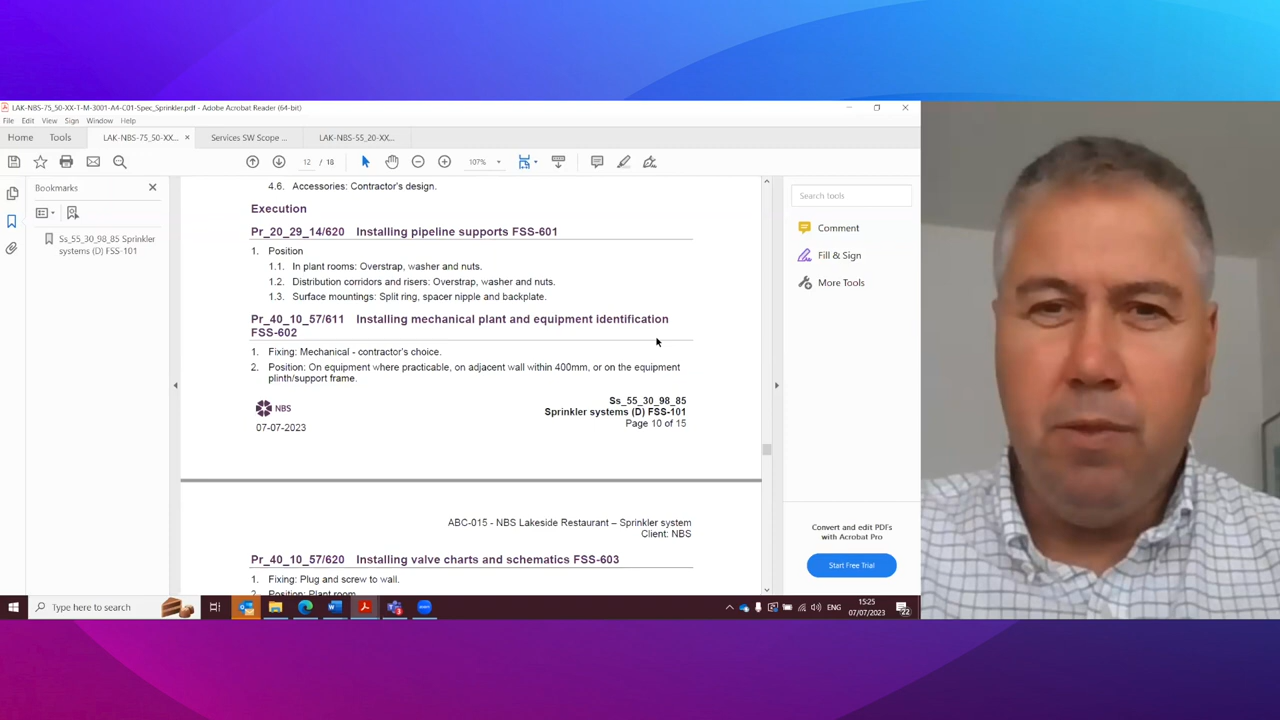 LAK-NBS-75_50-XX-T-M-3001-A4-C01-Spec_Sprinkler.pdf - Adobe Acrobat Reader (64-bit)
File Edit View Sign Window Help
Home Tools LAK-NBS-75_50-XX... × Services SW Scope ... LAK-NBS-55_20-XX...
12 / 18 107%
Bookmarks
Ss_55_30_98_85 Sprinkler
systems (D) FSS-101
4.6. Accessories: Contractor's design.
Execution
Pr_20_29_14/620 Installing pipeline supports FSS-601
1. Position
1.1. In plant rooms: Overstrap, washer and nuts.
1.2. Distribution corridors and risers: Overstrap, washer and nuts.
1.3. Surface mountings: Split ring, spacer nipple and backplate.
Pr_40_10_57/611 Installing mechanical plant and equipment identification
FSS-602
1. Fixing: Mechanical - contractor's choice.
2. Position: On equipment where practicable, on adjacent wall within 400mm, or on the equipment
plinth/support frame.
NBS
07-07-2023
Ss_55_30_98_85
Sprinkler systems (D) FSS-101
Page 10 of 15
ABC-015 - NBS Lakeside Restaurant – Sprinkler system
Client: NBS
Pr_40_10_57/620 Installing valve charts and schematics FSS-603
1. Fixing: Plug and screw to wall.
2. Position: Plant room
Search tools
Comment
Fill & Sign
More Tools
Convert and edit PDFs
with Acrobat Pro
Start Free Trial
Type here to search
ENG
15:25
07/07/2023
22